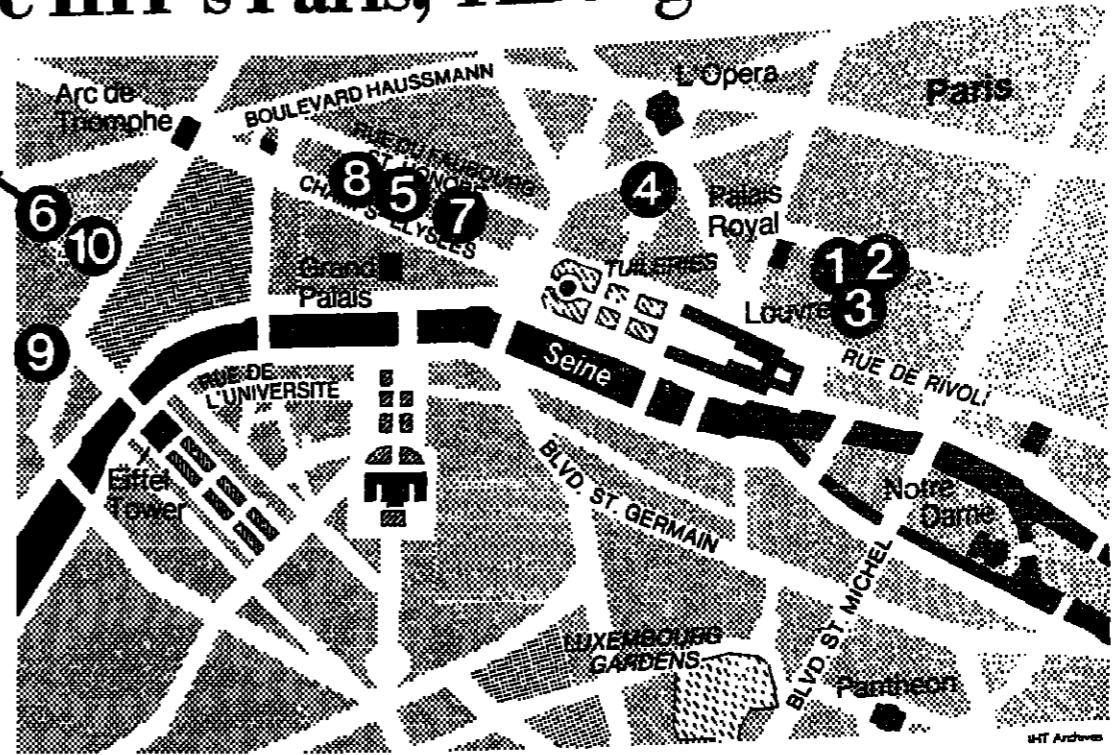 Paris,
Arc de
Triomphe
BOULEVARD HAUSSMANN
L'Opera
Paris
RUE DU FAUBOURG
ST. HONORE
CHAMPS-ELYSEES
8
5
7
4
6
10
Palais
Royal
1
2
3
Grand
Palais
TUILERIES
Louvre
9
RUE DE
L'UNIVERSITÉ
Seine
RUE DE RIVOLI
Eiffel
Tower
BLVD. ST. GERMAIN
Notre
Dame
BLVD. ST. MICHEL
LUXEMBOURG
GARDENS
Pantheon
IHT Archives